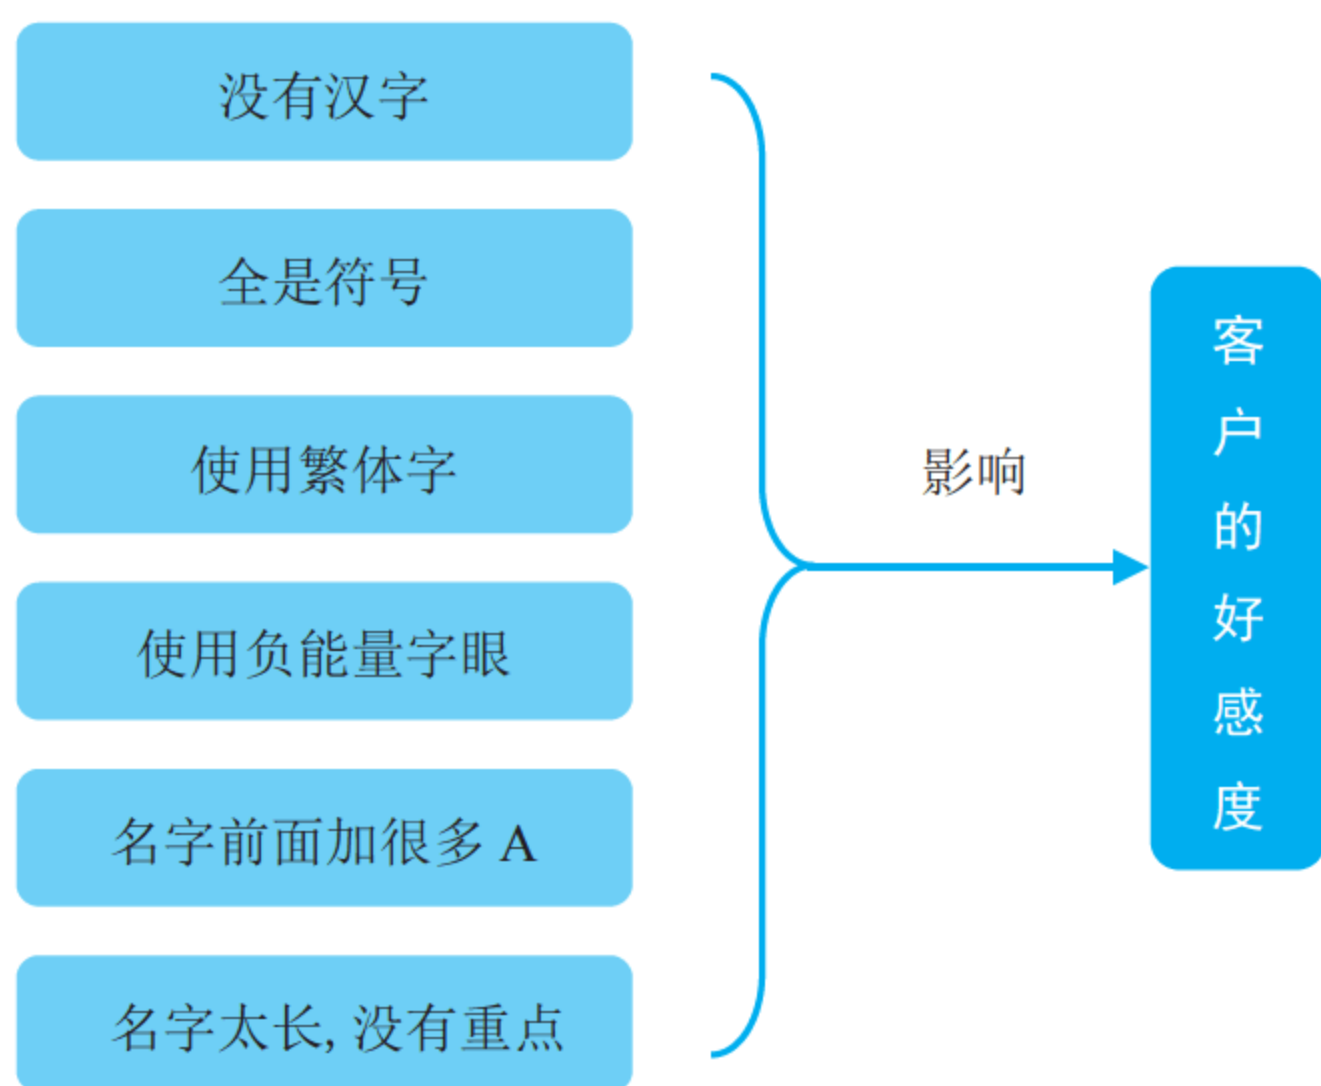 没有汉字
全是符号
使用繁体字
使用负能量字眼
名字前面加很多 A
名字太长, 没有重点
影响
客户的好感度